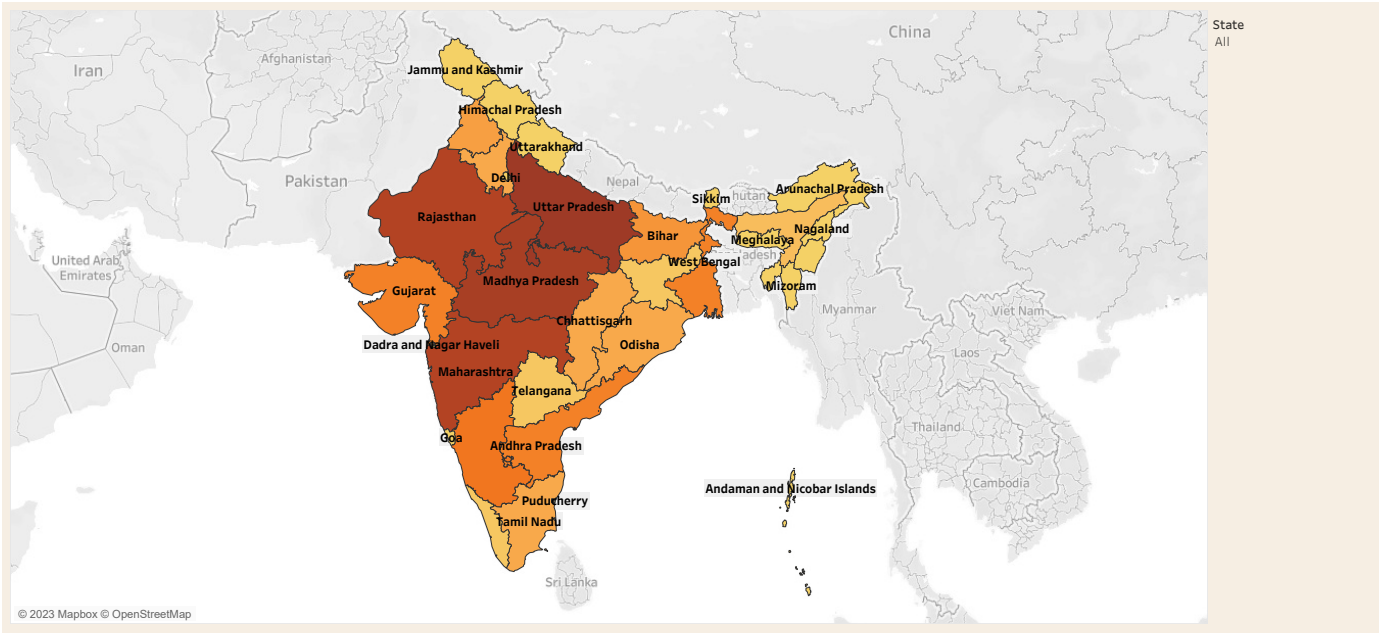 State
All
China
Iran
Afghanistan
Jammu and Kashmir
Himachal Pradesh
Uttarakhand
Pakistan
Delhi
Nepal
Sikkim
hutan
Arunachal Pradesh
Rajasthan
Uttar Pradesh
Bihar
Meghalaya
Nagaland
United Arab
Emirates
West Bengal
adesh
Madhya Pradesh
Gujarat
Mizoram
Myanmar
Viet Nam
Chhattisgarh
Oman
Dadra and Nagar Haveli
Odisha
Laos
Maharashtra
Telangana
Thailand
Goa
Andhra Pradesh
Cambodia
Andaman and Nicobar Islands
Puducherry
Tamil Nadu
Sri Lanka
© 2023 Mapbox © OpenStreetMap